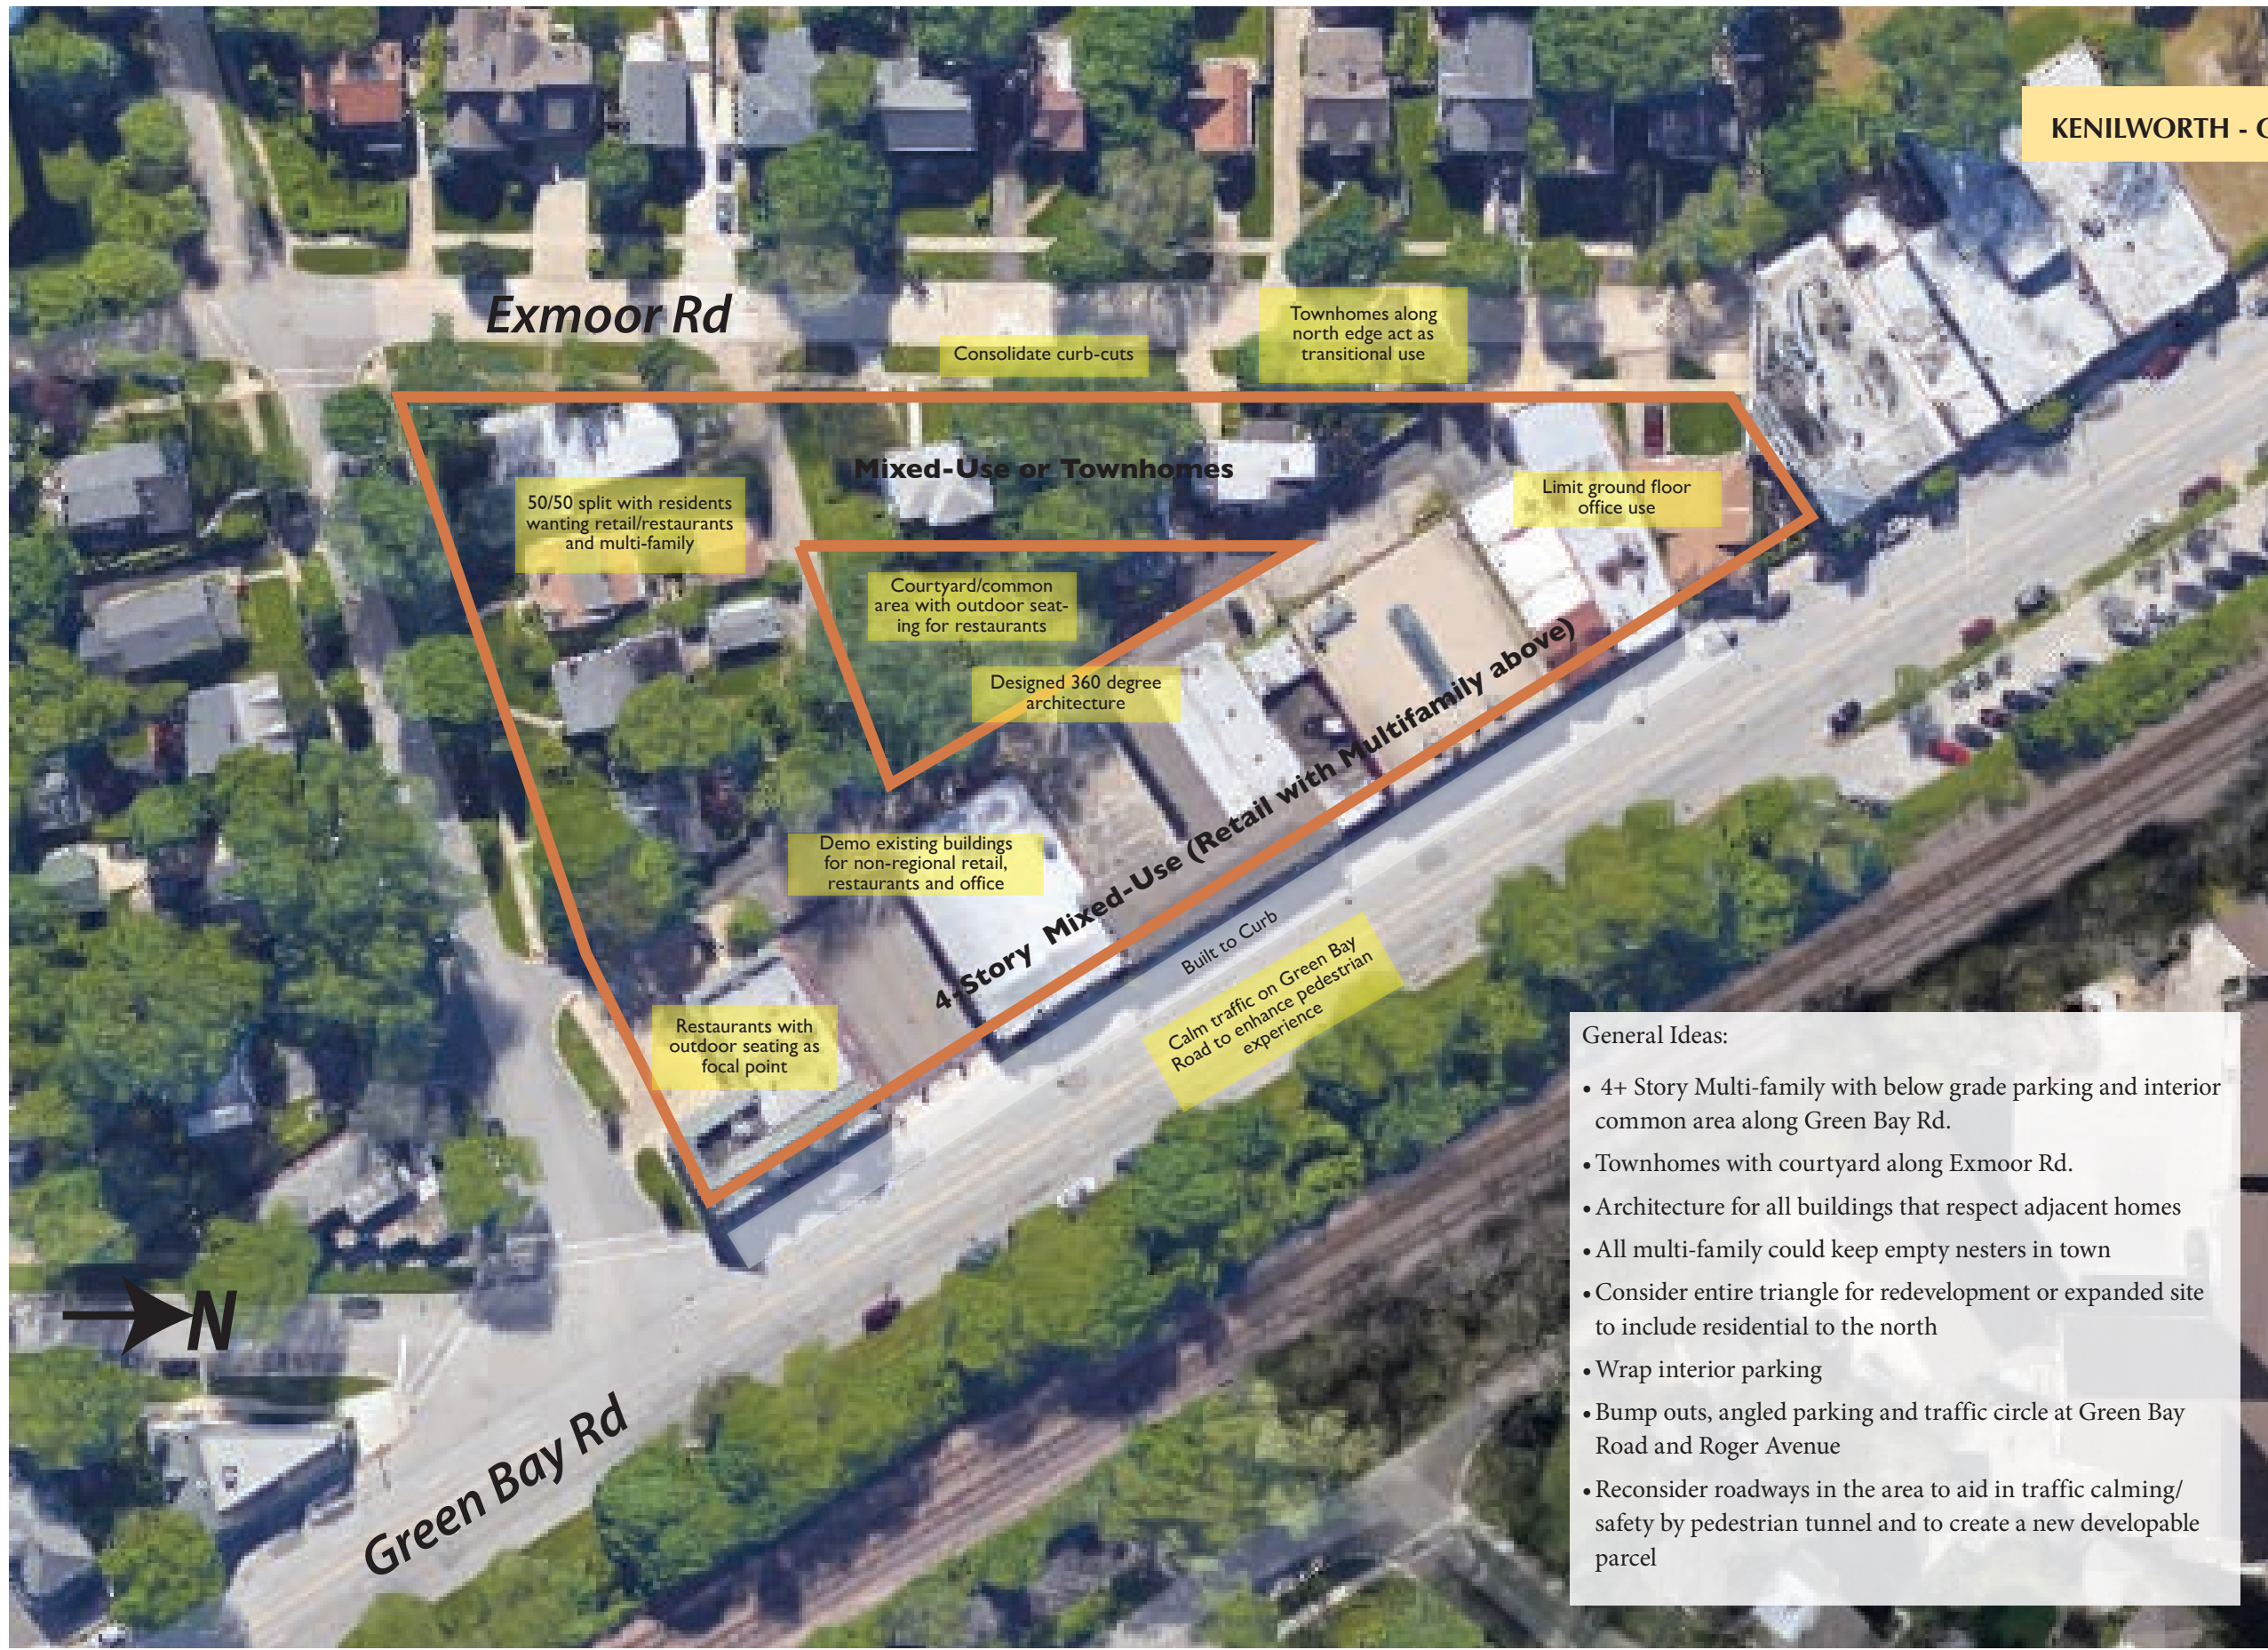 KENILWORTH -
Exmoor Rd
Townhomes along
north edge act as
transitional use
Consolidate curb-cuts
Mixed-Use or Townhomes
50/50 split with residents
wanting retail/restaurants
and multi-family
Limit ground floor
office use
Courtyard/common
area with outdoor seat-
ing for restaurants
Designed 360 degree
architecture
4-Story Mixed-Use (Retail with Multifamily above)
Demo existing buildings
for non-regional retail,
restaurants and office
Built to Curb
Calm traffic on Green Bay
Road to enhance pedestrian
experience
Restaurants with
outdoor seating as
focal point
N
Green Bay Rd
General Ideas:
• 4+ Story Multi-family with below grade parking and interior
common area along Green Bay Rd.
• Townhomes with courtyard along Exmoor Rd.
• Architecture for all buildings that respect adjacent homes
• All multi-family could keep empty nesters in town
• Consider entire triangle for redevelopment or expanded site
to include residential to the north
• Wrap interior parking
• Bump outs, angled parking and traffic circle at Green Bay
Road and Roger Avenue
• Reconsider roadways in the area to aid in traffic calming/
safety by pedestrian tunnel and to create a new developable
parcel